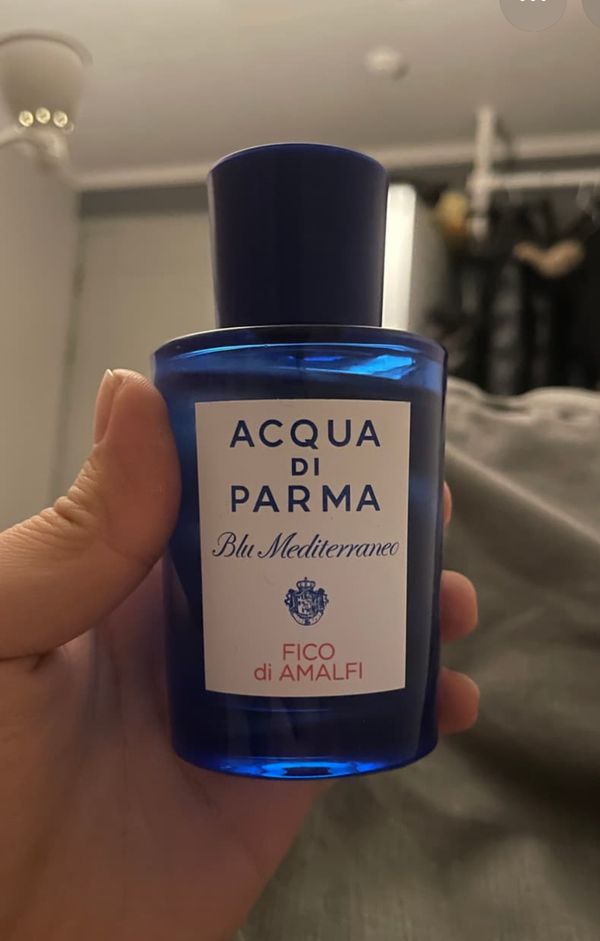 ACQUA
DI
PARMA
Blu Mediterraneo
FICO
di AMALFI